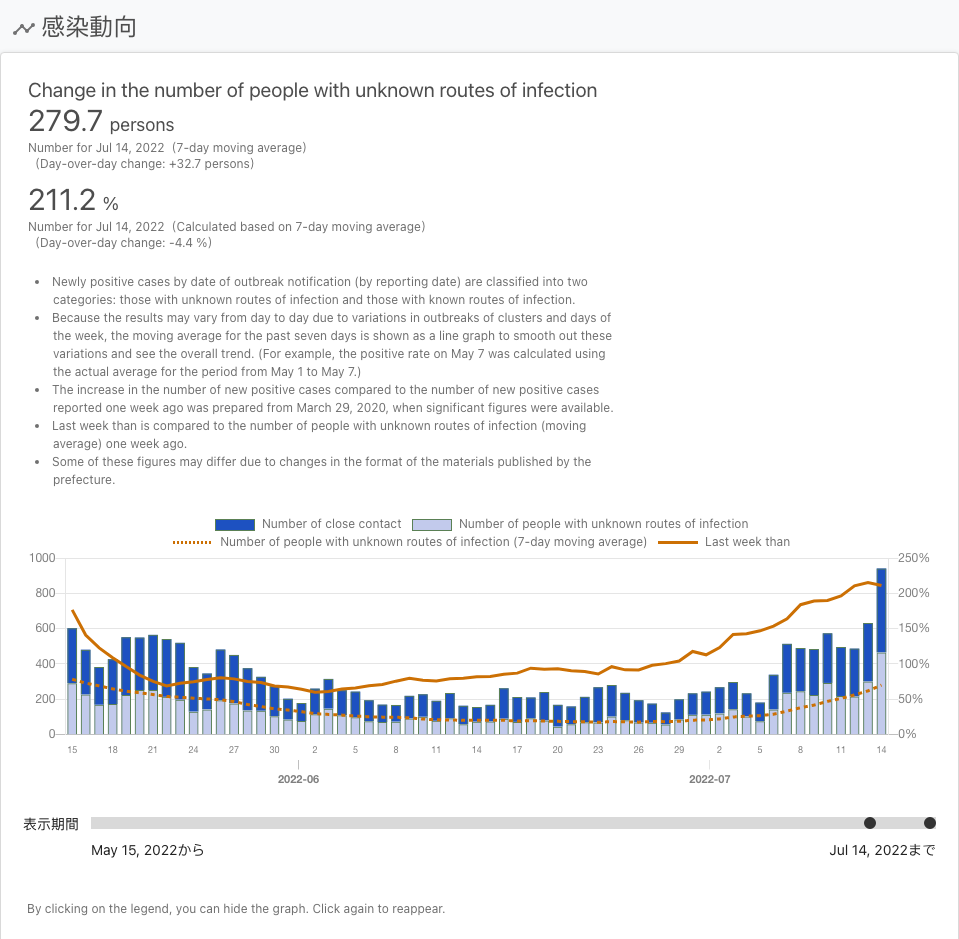 感染動向
Change in the number of people with unknown routes of infection
279.7 persons
Number for Jul 14, 2022 (7-day moving average)
(Day-over-day change: +32.7 persons)
211.2 %
Number for Jul 14, 2022 (Calculated based on 7-day moving average)
(Day-over-day change: -4.4 %)
• Newly positive cases by date of outbreak notification (by reporting date) are classified into two
categories: those with unknown routes of infection and those with known routes of infection.
• Because the results may vary from day to day due to variations in outbreaks of clusters and days of
the week, the moving average for the past seven days is shown as a line graph to smooth out these
variations and see the overall trend. (For example, the positive rate on May 7 was calculated using
the actual average for the period from May 1 to May 7.)
• The increase in the number of new positive cases compared to the number of new positive cases
reported one week ago was prepared from March 29, 2020, when significant figures were available.
• Last week than is compared to the number of people with unknown routes of infection (moving
average) one week ago.
• Some of these figures may differ due to changes in the format of the materials published by the
prefecture.
Number of close contact Number of people with unknown routes of infection
Number of people with unknown routes of infection (7-day moving average) Last week than
1000 250%
800 200%
600 150%
400 100%
200 50%
0 0%
15 18 21 24 27 30 2 5 8 11 14 17 20 23 26 29 2 5 8 11 14
2022-06 2022-07
表示期間
May 15, 2022から Jul 14, 2022まで
By clicking on the legend, you can hide the graph. Click again to reappear.